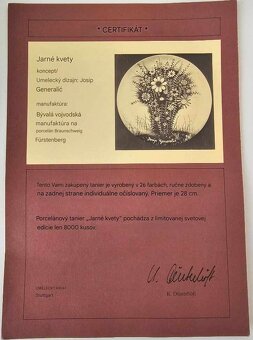 * CERTIFIKÁT *
Jarné kvety
koncept/
Umelecký dizajn: Josip
Generalić
manufaktúra:
Bývalá vojvodská
manufaktúra na
porcelán Braunschweig
Fürstenberg
Josip Generalić
Tento Vami zakúpený tanier je vyrobený v 26 farbách, ručne zdobený a
na zadnej strane individuálne očíslovaný. Priemer je 28 cm.
Porcelánový tanier „Jarné kvety" pochádza z limitovanej svetovej
edície len 8000 kusov.
Stuttgart